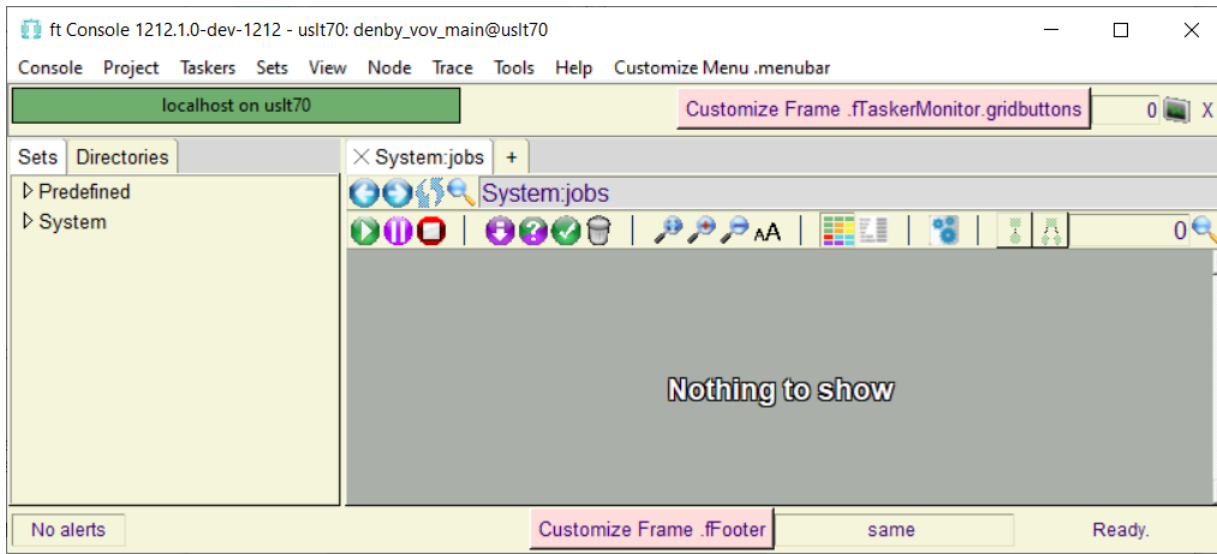 ft Console 1212.1.0-dev-1212 - uslt70: denby_vov_main@uslt70
Console Project Taskers Sets View Node Trace Tools Help Customize Menu .menubar
localhost on uslt70 Customize Frame .fTaskerMonitor.gridbuttons 0 X
Sets Directories System:jobs +
Predefined System:jobs
System AA 0
Nothing to show
No alerts Customize Frame .fFooter same Ready.